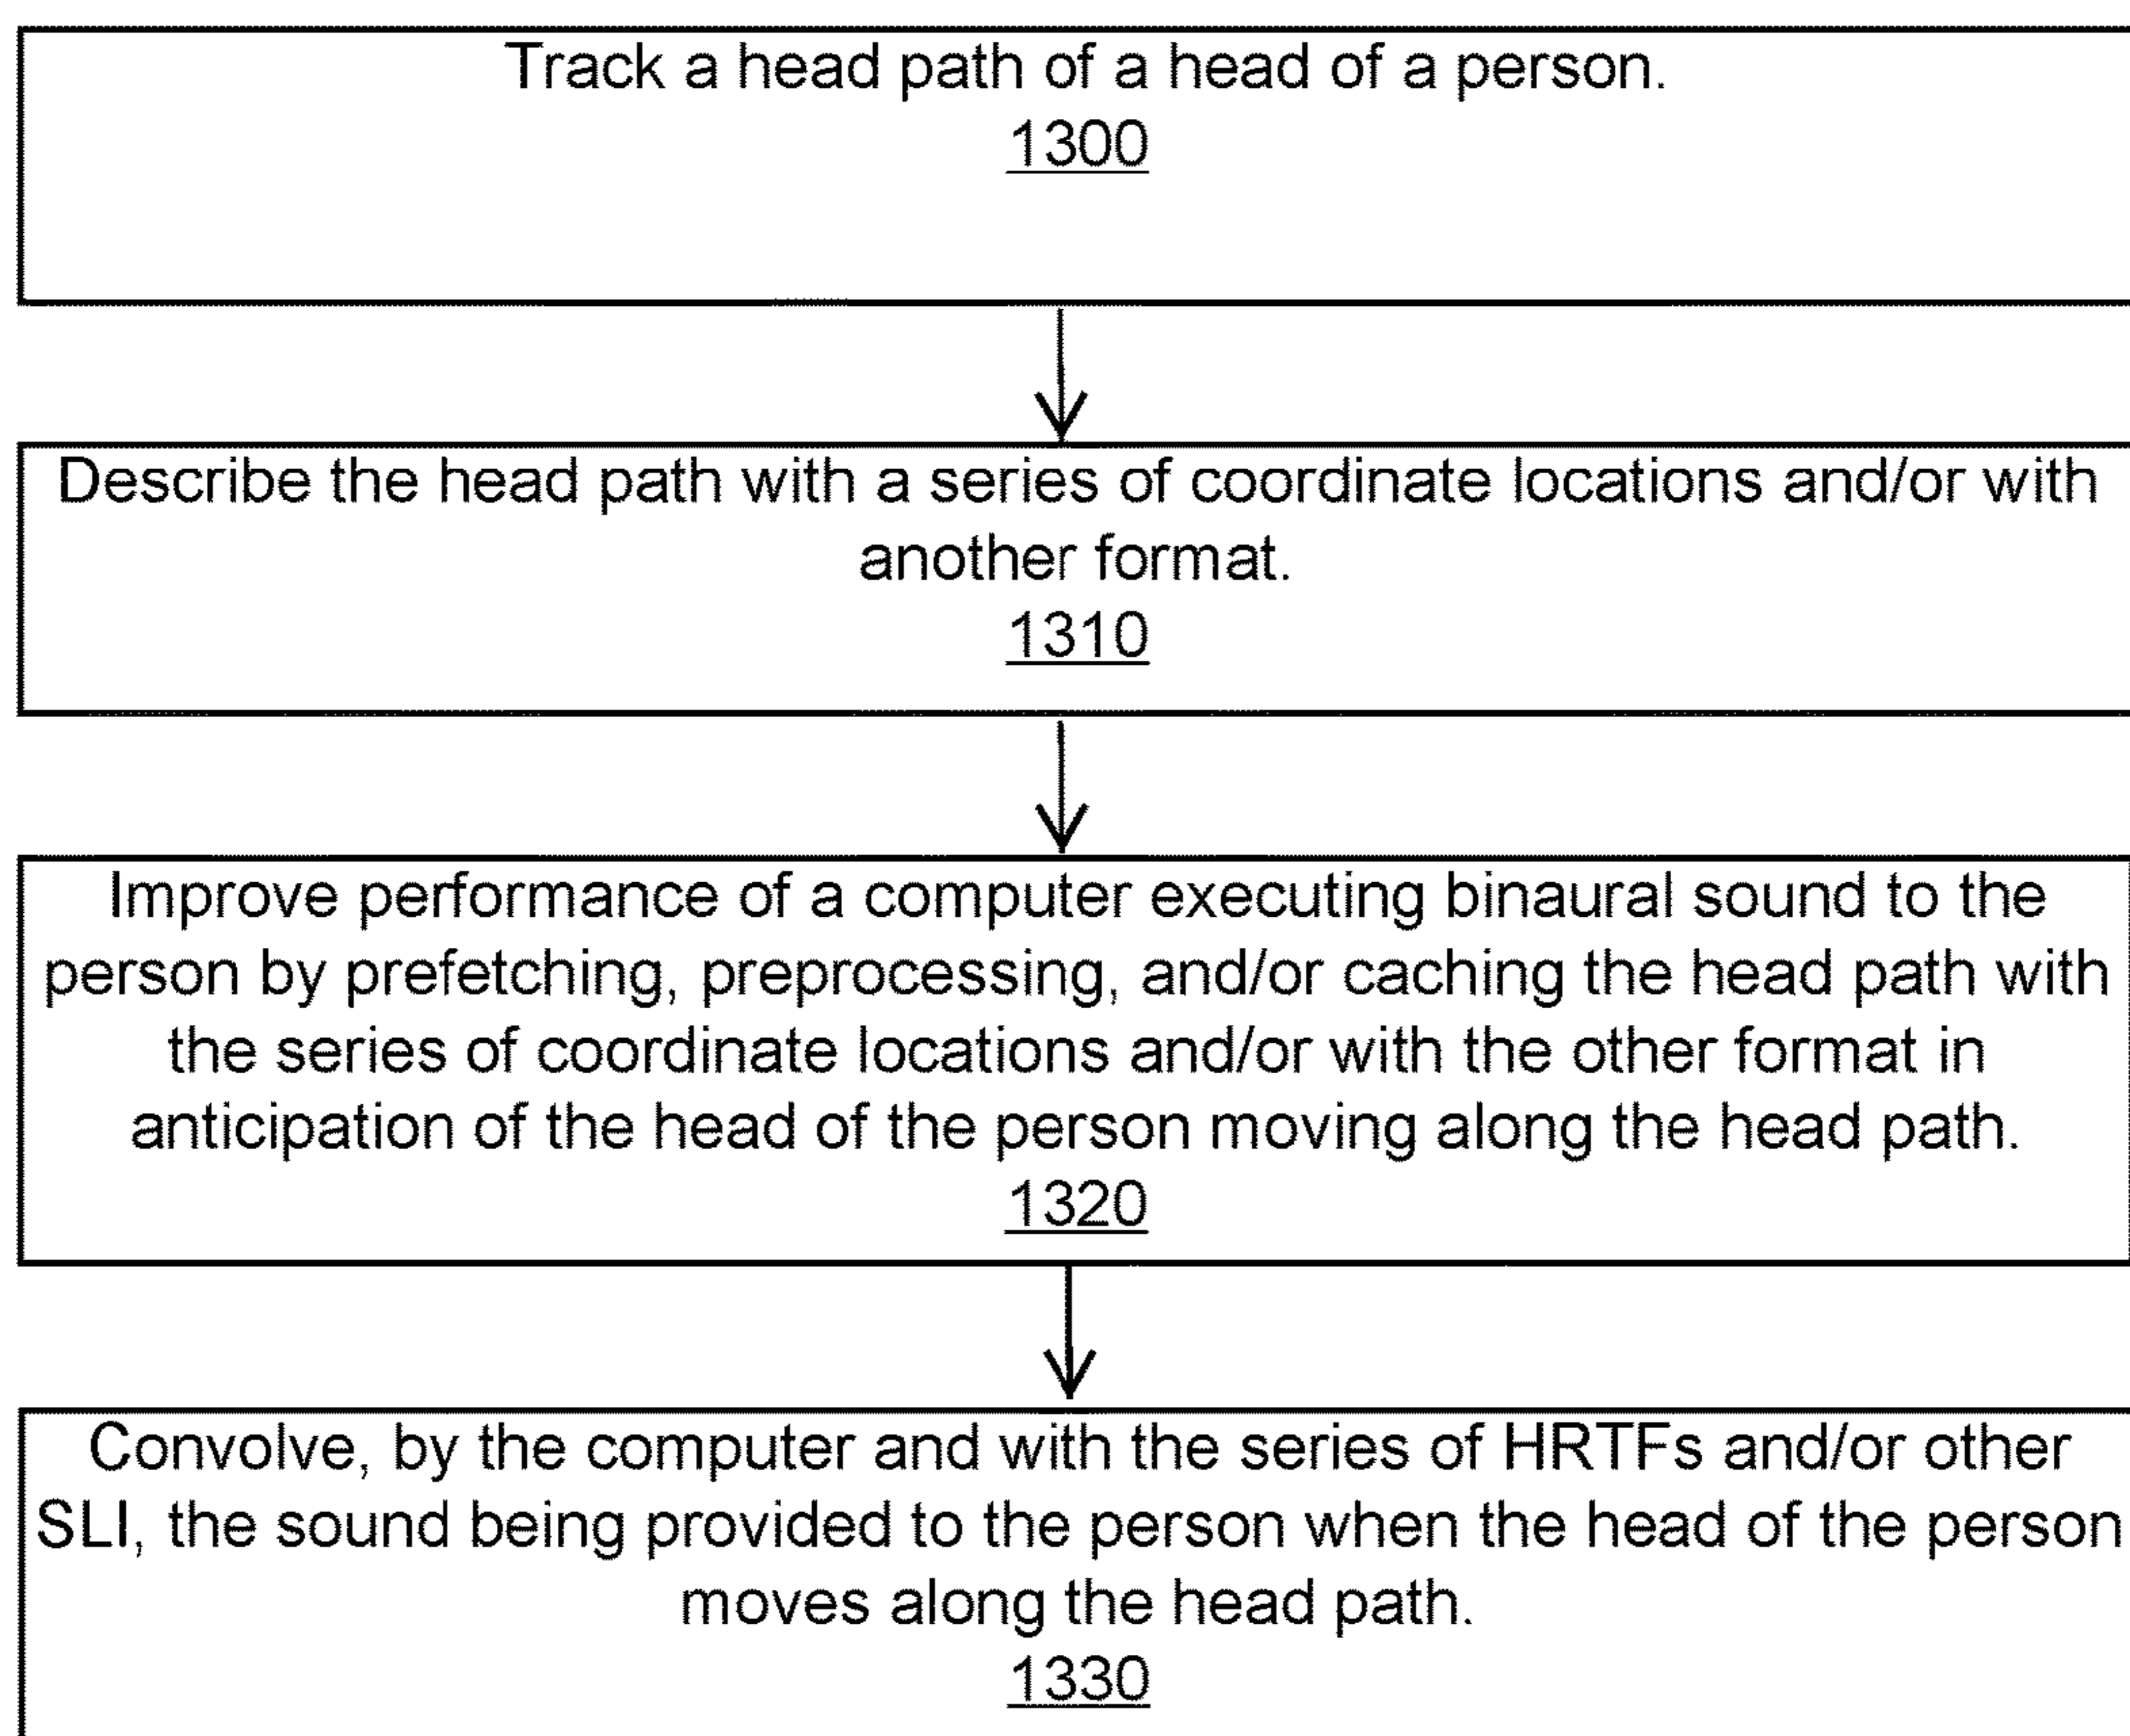 Track a head path of a head of a person.
1300
Describe the head path with a series of coordinate locations and/or with
another format.
1310
Improve performance of a computer executing binaural sound to the
person by prefetching, preprocessing, and/or caching the head path with
the series of coordinate locations and/or with the other format in
anticipation of the head of the person moving along the head path.
1320
Convolve, by the computer and with the series of HRTFs and/or other
SLI, the sound being provided to the person when the head of the person
moves along the head path.
1330